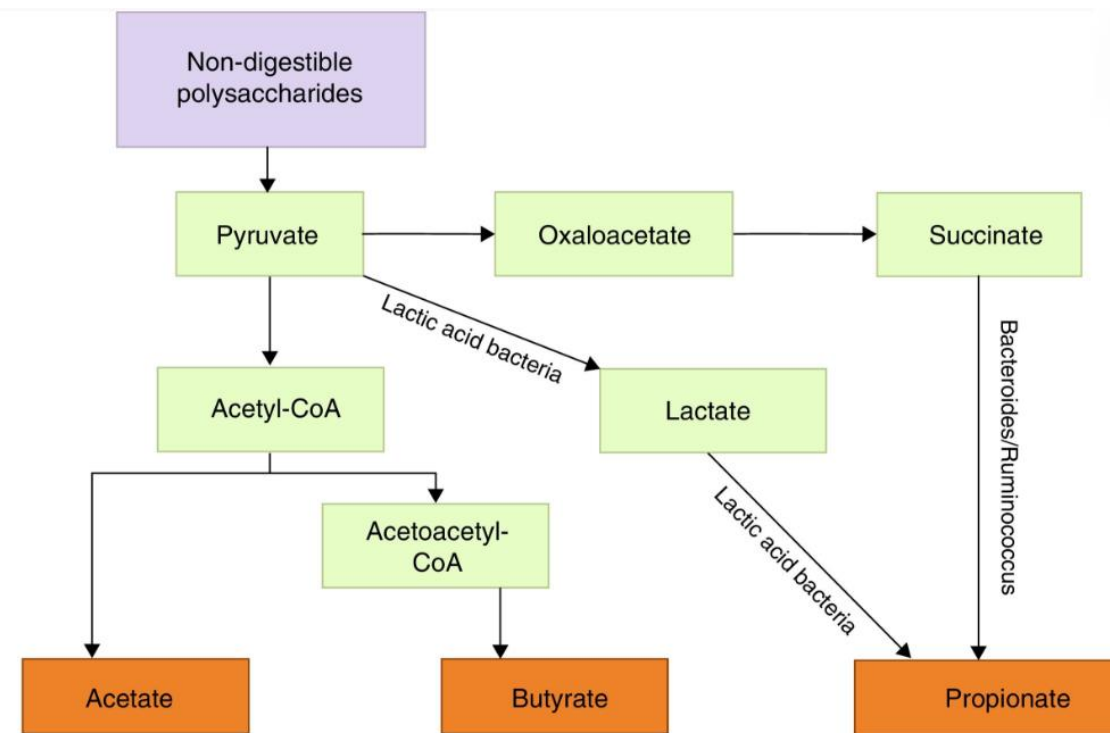 Non-digestible
polysaccharides
Pyruvate
Oxaloacetate
Succinate
Lactic acid bacteria
Bacteroides/Ruminococcus
Acetyl-CoA
Lactate
Acetoacetyl-
CoA
Lactic acid bacteria
Acetate
Butyrate
Propionate